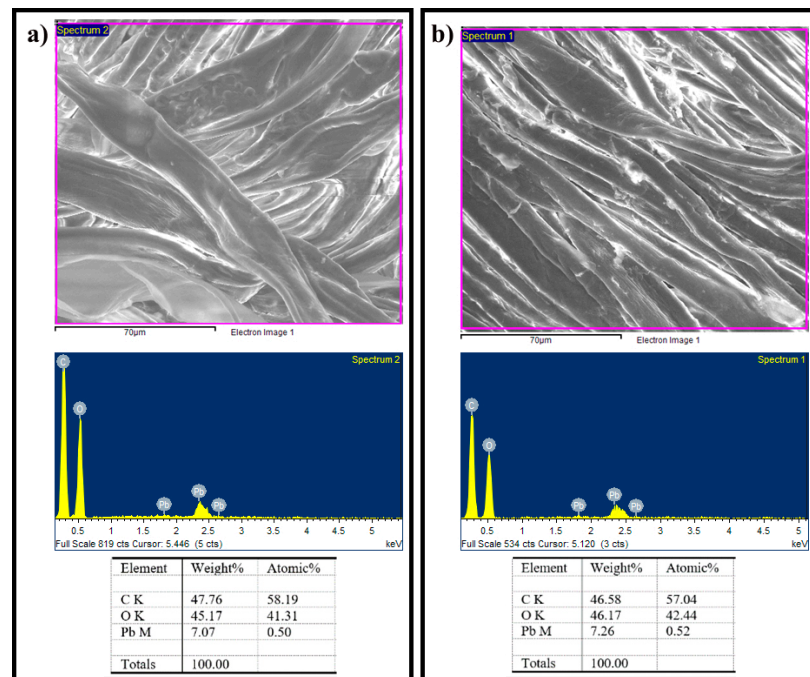 a)
Spectrum 2
70µm
Electron Image 1
Spectrum 2
C
O
Pb
Pb
Pb
0.5 1 1.5 2 2.5 3 3.5 4 4.5 5
Full Scale 819 cts Cursor: 5.446 (5 cts)
keV
Element Weight% Atomic%
C K 47.76 58.19
O K 45.17 41.31
Pb M 7.07 0.50
Totals 100.00
b)
Spectrum 1
70µm
Electron Image 1
Spectrum 1
C
O
Pb
Pb
Pb
0.5 1 1.5 2 2.5 3 3.5 4 4.5 5
Full Scale 534 cts Cursor: 5.120 (3 cts)
keV
Element Weight% Atomic%
C K 46.58 57.04
O K 46.17 42.44
Pb M 7.26 0.52
Totals 100.00